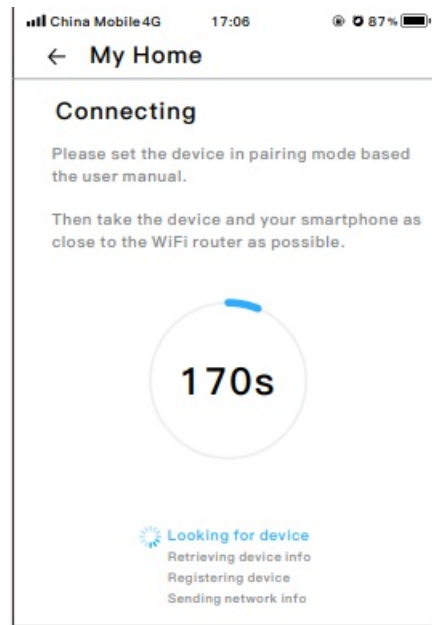 China Mobile 4G 17:06 87%
← My Home
Connecting
Please set the device in pairing mode based
the user manual.
Then take the device and your smartphone as
close to the WiFi router as possible.
170s
Looking for device
Retrieving device info
Registering device
Sending network info